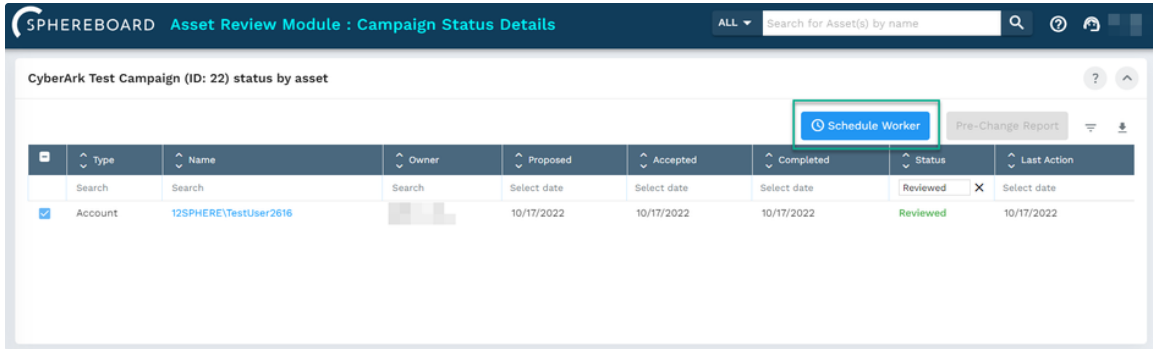 SPHEREBOARD Asset Review Module : Campaign Status Details ALL Search for Asset(s) by name
CyberArk Test Campaign (ID: 22) status by asset ?
Schedule Worker Pre-Change Report
Type Name Owner Proposed Accepted Completed Status Last Action
Search Search Search Select date Select date Select date Reviewed X Select date
Account 12SPHERE\TestUser2616 10/17/2022 10/17/2022 10/17/2022 Reviewed 10/17/2022